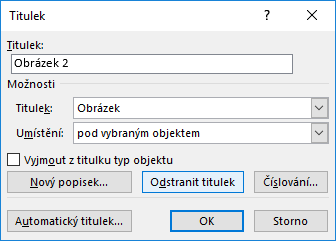 Titulek
?
Titulek:
Obrázek 2
Možnosti
Titulek: Obrázek
Umístění: pod vybraným objektem
Vyjmout z titulku typ objektu
Nový popisek... Odstranit titulek Číslování...
Automatický titulek... OK Storno